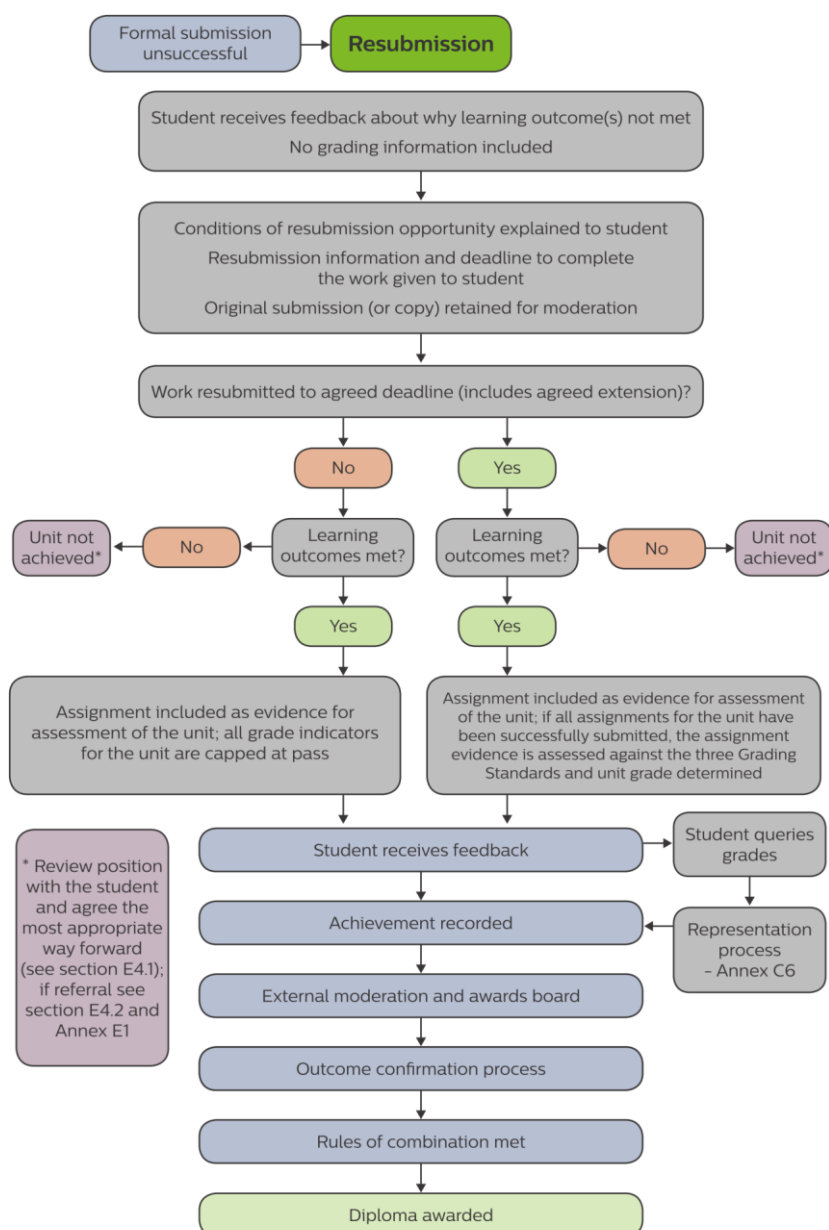 Formal submission
unsuccessful
Resubmission
Student receives feedback about why learning outcome(s) not met
No grading information included
Conditions of resubmission opportunity explained to student
Resubmission information and deadline to complete
the work given to student
Original submission (or copy) retained for moderation
Work resubmitted to agreed deadline (includes agreed extension)?
No
Yes
Unit not
achieved*
No
Learning
outcomes met?
Learning
outcomes met?
No
Unit not
achieved*
Yes
Yes
Assignment included as evidence for
assessment of the unit; all grade indicators
for the unit are capped at pass
Assignment included as evidence for assessment
of the unit; if all assignments for the unit have
been successfully submitted, the assignment
evidence is assessed against the three Grading
Standards and unit grade determined
* Review position
with the student
and agree the
most appropriate
way forward
(see section E4.1);
if referral see
section E4.2 and
Annex E1
Student receives feedback
Student queries
grades
Achievement recorded
Representation
process
– Annex C6
External moderation and awards board
Outcome confirmation process
Rules of combination met
Diploma awarded